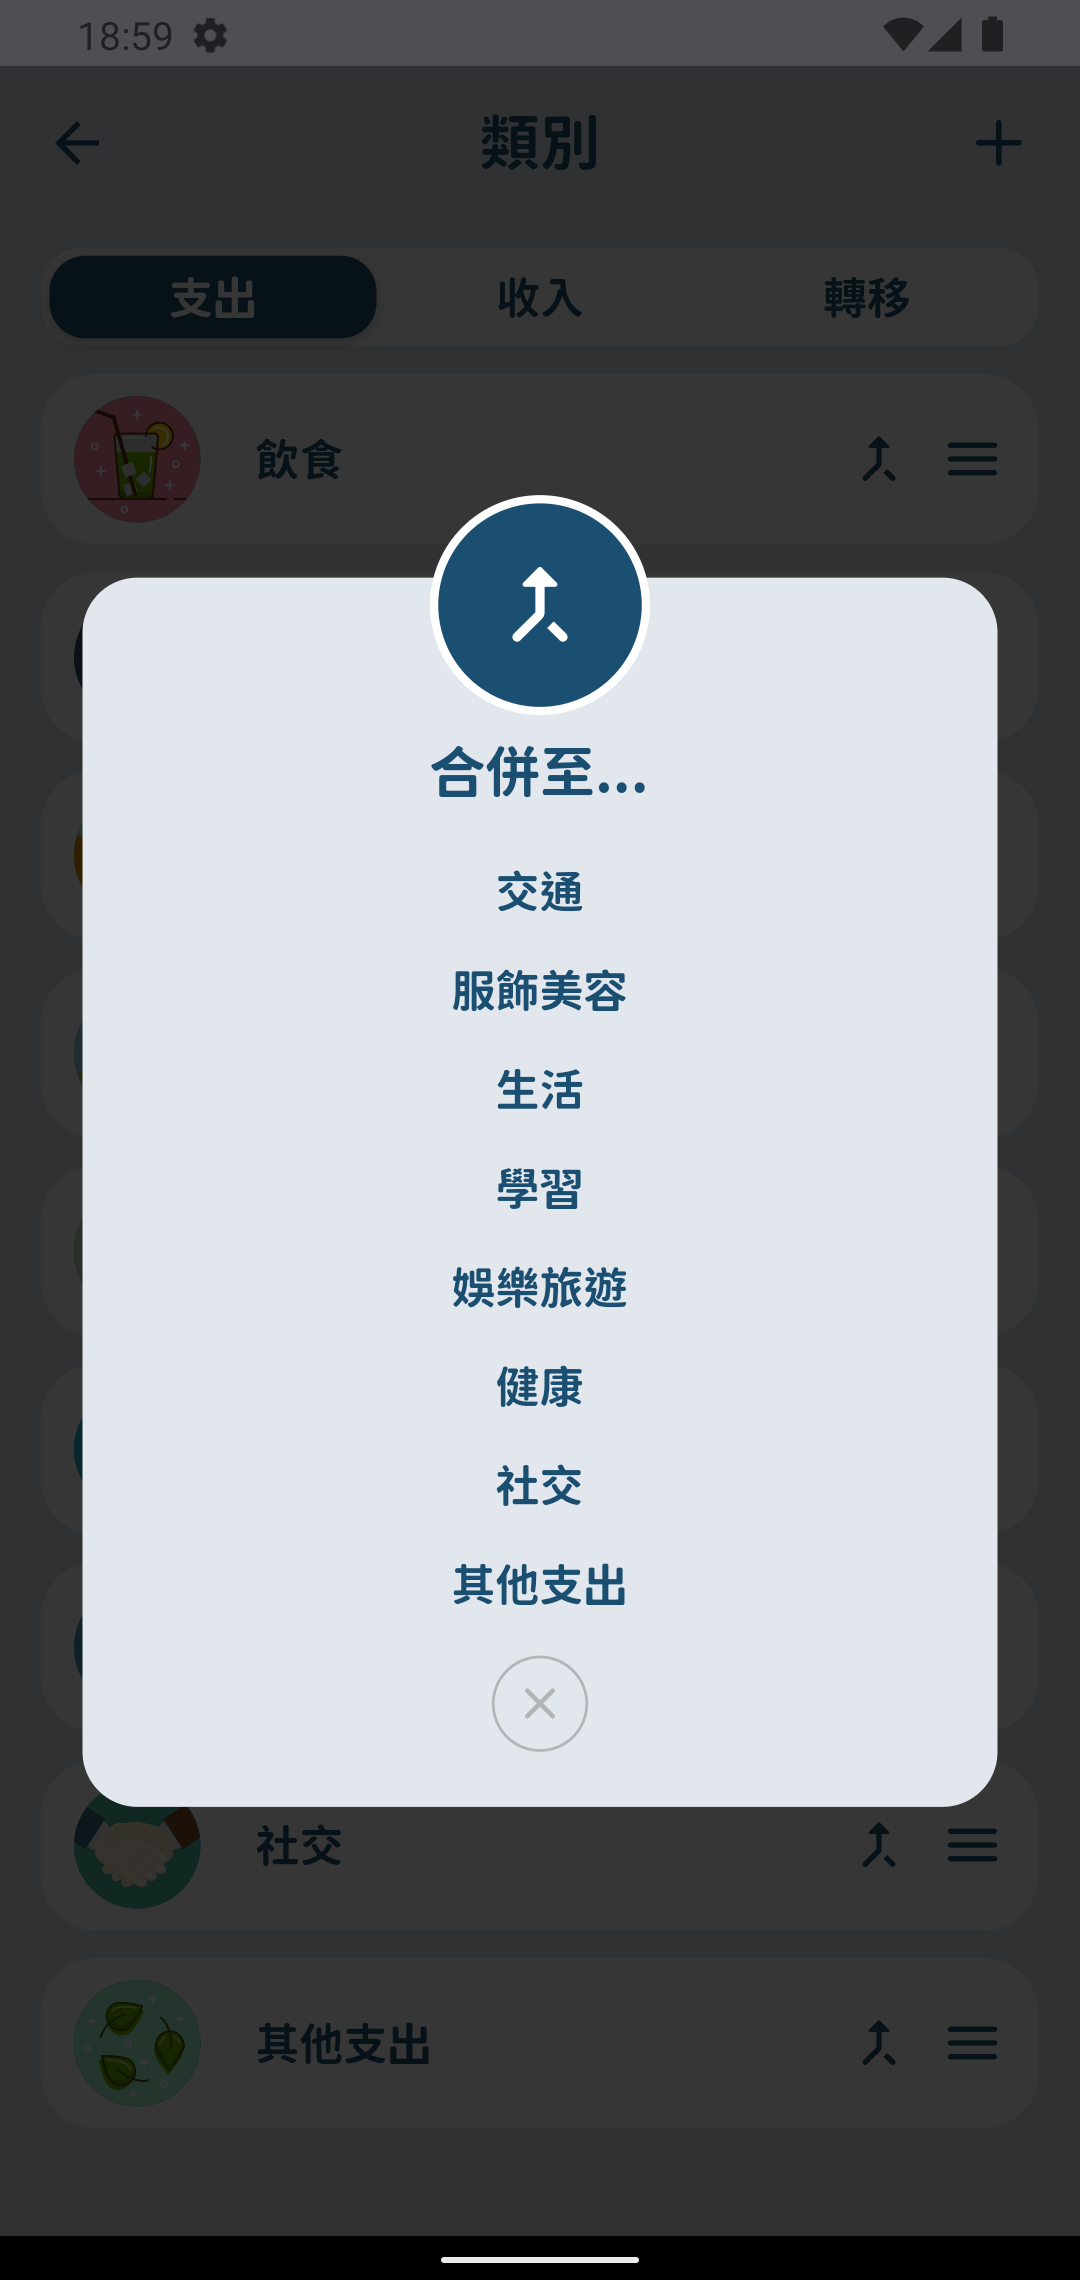 18:59
類別
支出
收入
轉移
飲食
合併至...
交通
服飾美容
生活
學習
娛樂旅遊
健康
社交
其他支出
社交
其他支出